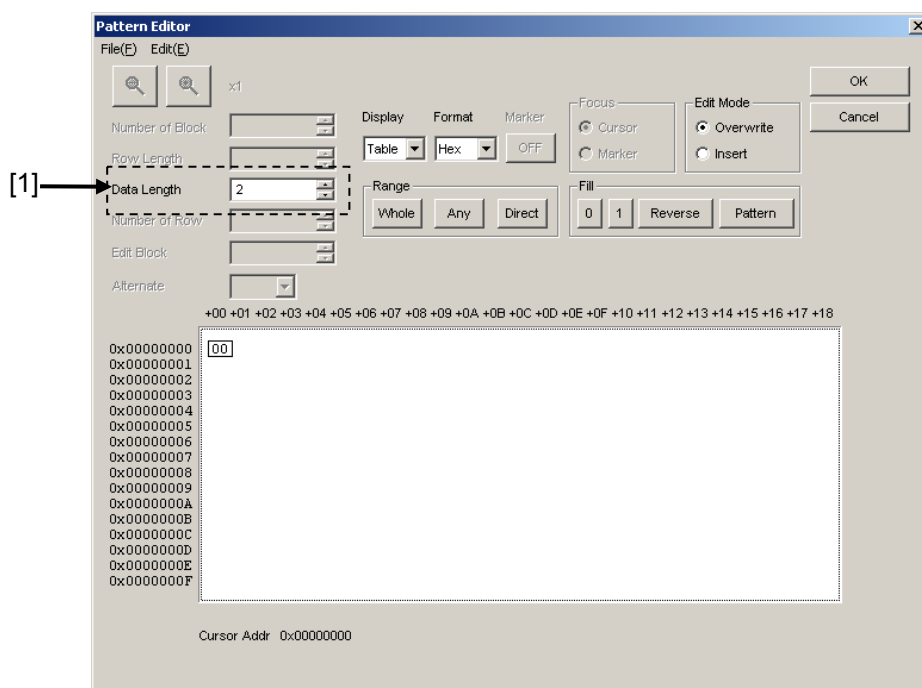 Pattern Editor
File(F) Edit(E)
x1
OK
Cancel
Number of Block
Row Length
[1]
Data Length 2
Number of Row
Edit Block
Alternate
Display Format Marker
Table Hex OFF
Focus
Cursor
Marker
Edit Mode
Overwrite
Insert
Range
Whole Any Direct
Fill
0 1 Reverse Pattern
+00 +01 +02 +03 +04 +05 +06 +07 +08 +09 +0A +0B +0C +0D +0E +0F +10 +11 +12 +13 +14 +15 +16 +17 +18
0x00000000 00
0x00000001
0x00000002
0x00000003
0x00000004
0x00000005
0x00000006
0x00000007
0x00000008
0x00000009
0x0000000A
0x0000000B
0x0000000C
0x0000000D
0x0000000E
0x0000000F
Cursor Addr 0x00000000